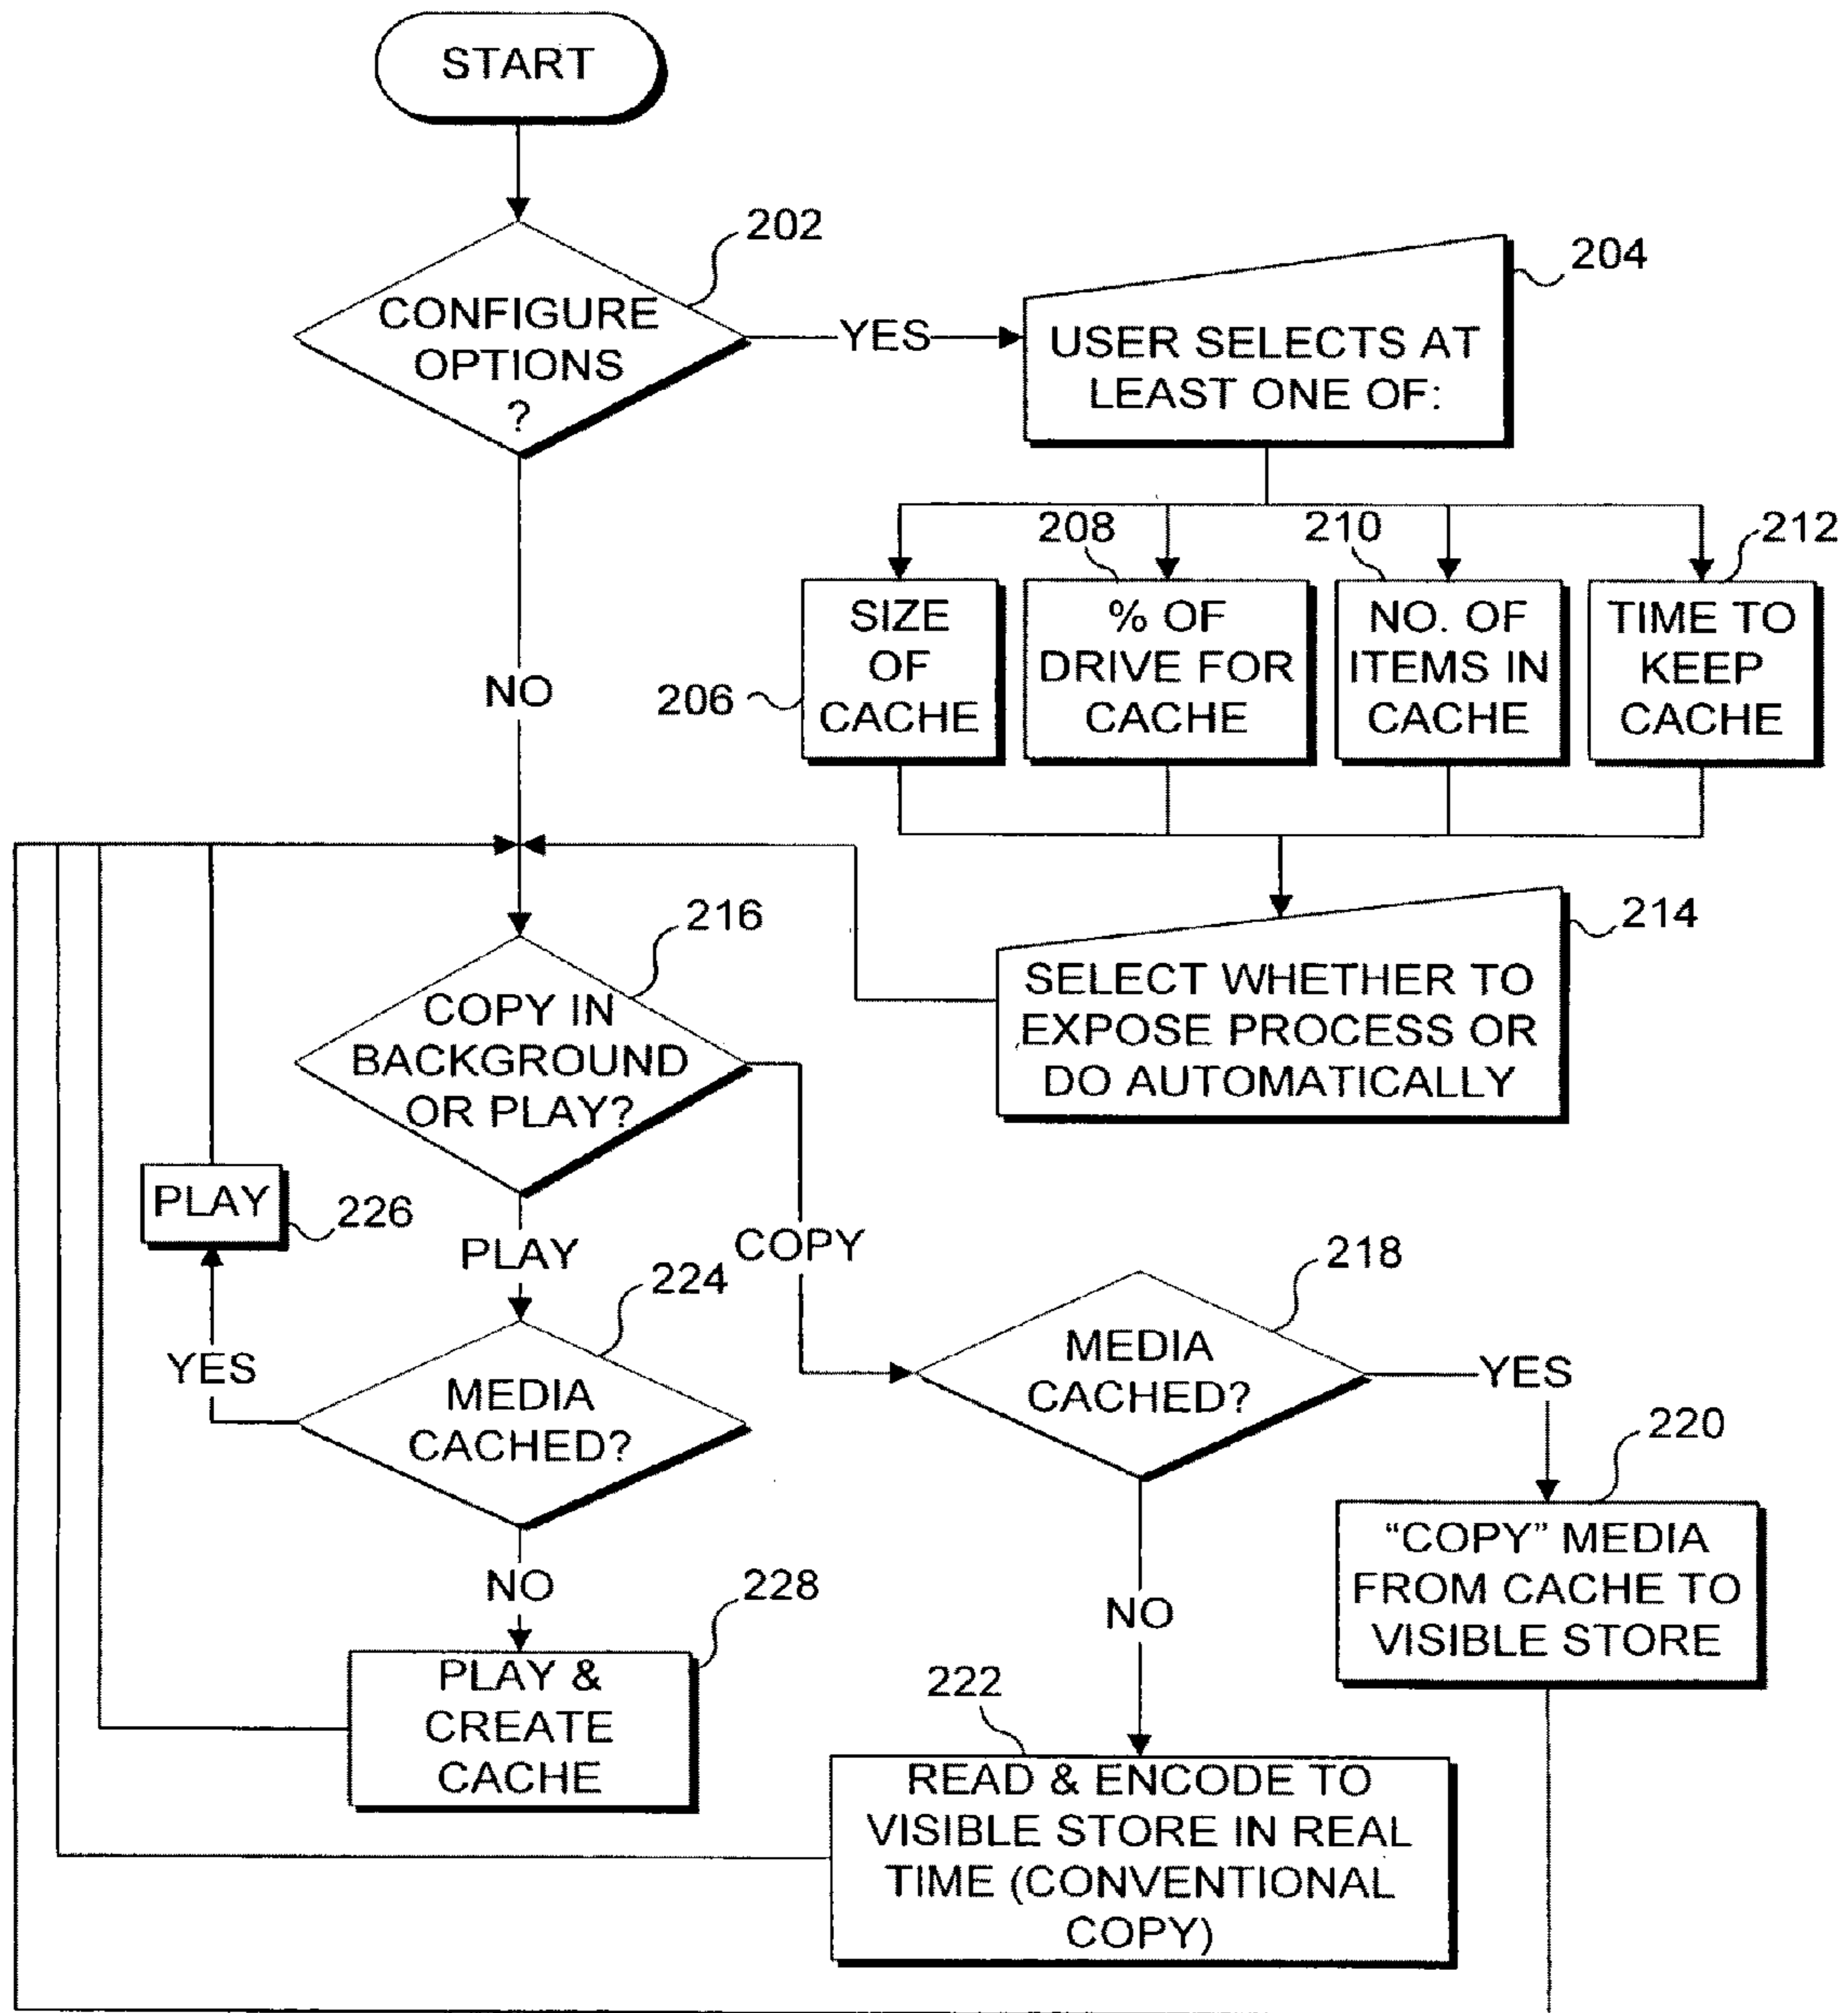 START
202
CONFIGURE
OPTIONS
?
YES
204
USER SELECTS AT
LEAST ONE OF:
NO
206
SIZE
OF
CACHE
208
% OF
DRIVE FOR
CACHE
210
NO. OF
ITEMS IN
CACHE
212
TIME TO
KEEP
CACHE
214
SELECT WHETHER TO
EXPOSE PROCESS OR
DO AUTOMATICALLY
216
COPY IN
BACKGROUND
OR PLAY?
PLAY
226
PLAY
COPY
224
MEDIA
CACHED?
YES
NO
228
PLAY &
CREATE
CACHE
218
MEDIA
CACHED?
YES
220
“COPY” MEDIA
FROM CACHE TO
VISIBLE STORE
NO
222
READ & ENCODE TO
VISIBLE STORE IN REAL
TIME (CONVENTIONAL
COPY)